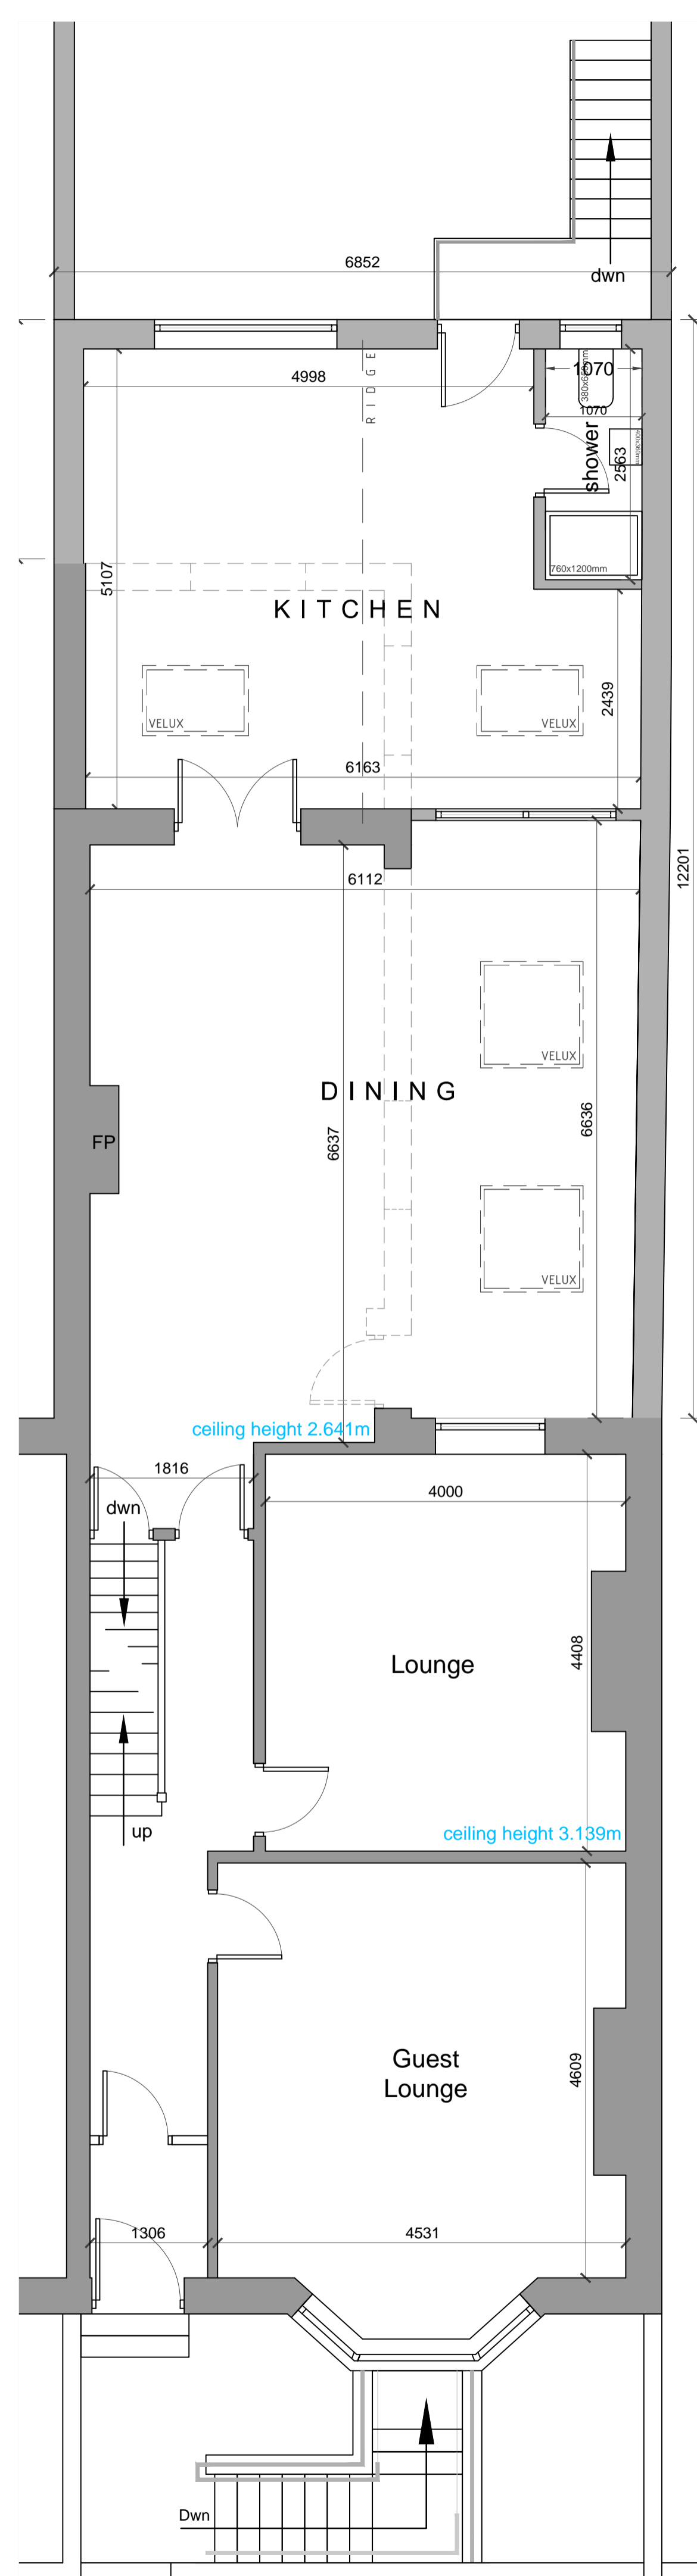 6852
dwn
RIDGE
4998
1070
380x6
mm
1070
shower
2563
760x1200mm
5107
KITCHEN
2439
VELUX
VELUX
6163
12201
6112
VELUX
DINING
6637
6636
FP
VELUX
ceiling height 2.641m
1816
4000
dwn
4408
Lounge
up
ceiling height 3.139m
Guest
Lounge
4609
1306
4531
Dwn